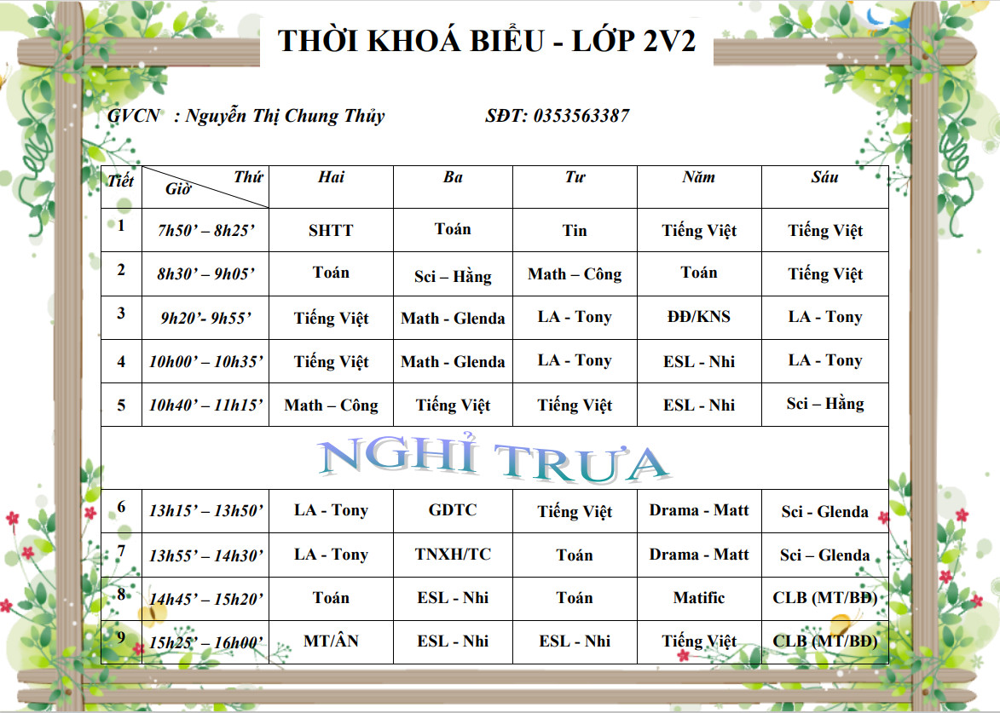 THỜI KHOÁ BIỂU - LỚP 2V2
GVCN : Nguyễn Thị Chung Thủy SĐT: 0353563387
Tiết Giờ Thứ Hai Ba Tư Năm Sáu
1 7h50’ – 8h25’ SHTT Toán Tin Tiếng Việt Tiếng Việt
2 8h30’ – 9h05’ Toán Sci – Hằng Math – Công Toán Tiếng Việt
3 9h20’- 9h55’ Tiếng Việt Math - Glenda LA - Tony ĐĐ/KNS LA - Tony
4 10h00’ – 10h35’ Tiếng Việt Math - Glenda LA - Tony ESL - Nhi LA - Tony
5 10h40’ – 11h15’ Math – Công Tiếng Việt Tiếng Việt ESL - Nhi Sci – Hằng
NGHỈ TRƯA
6 13h15’ – 13h50’ LA - Tony GDTC Tiếng Việt Drama - Matt Sci - Glenda
7 13h55’ – 14h30’ LA - Tony TNXH/TC Toán Drama - Matt Sci – Glenda
8 14h45’ – 15h20’ Toán ESL - Nhi Toán Matific CLB (MT/BĐ)
9 15h25’ – 16h00’ MT/ÂN ESL - Nhi ESL - Nhi Tiếng Việt CLB (MT/BĐ)